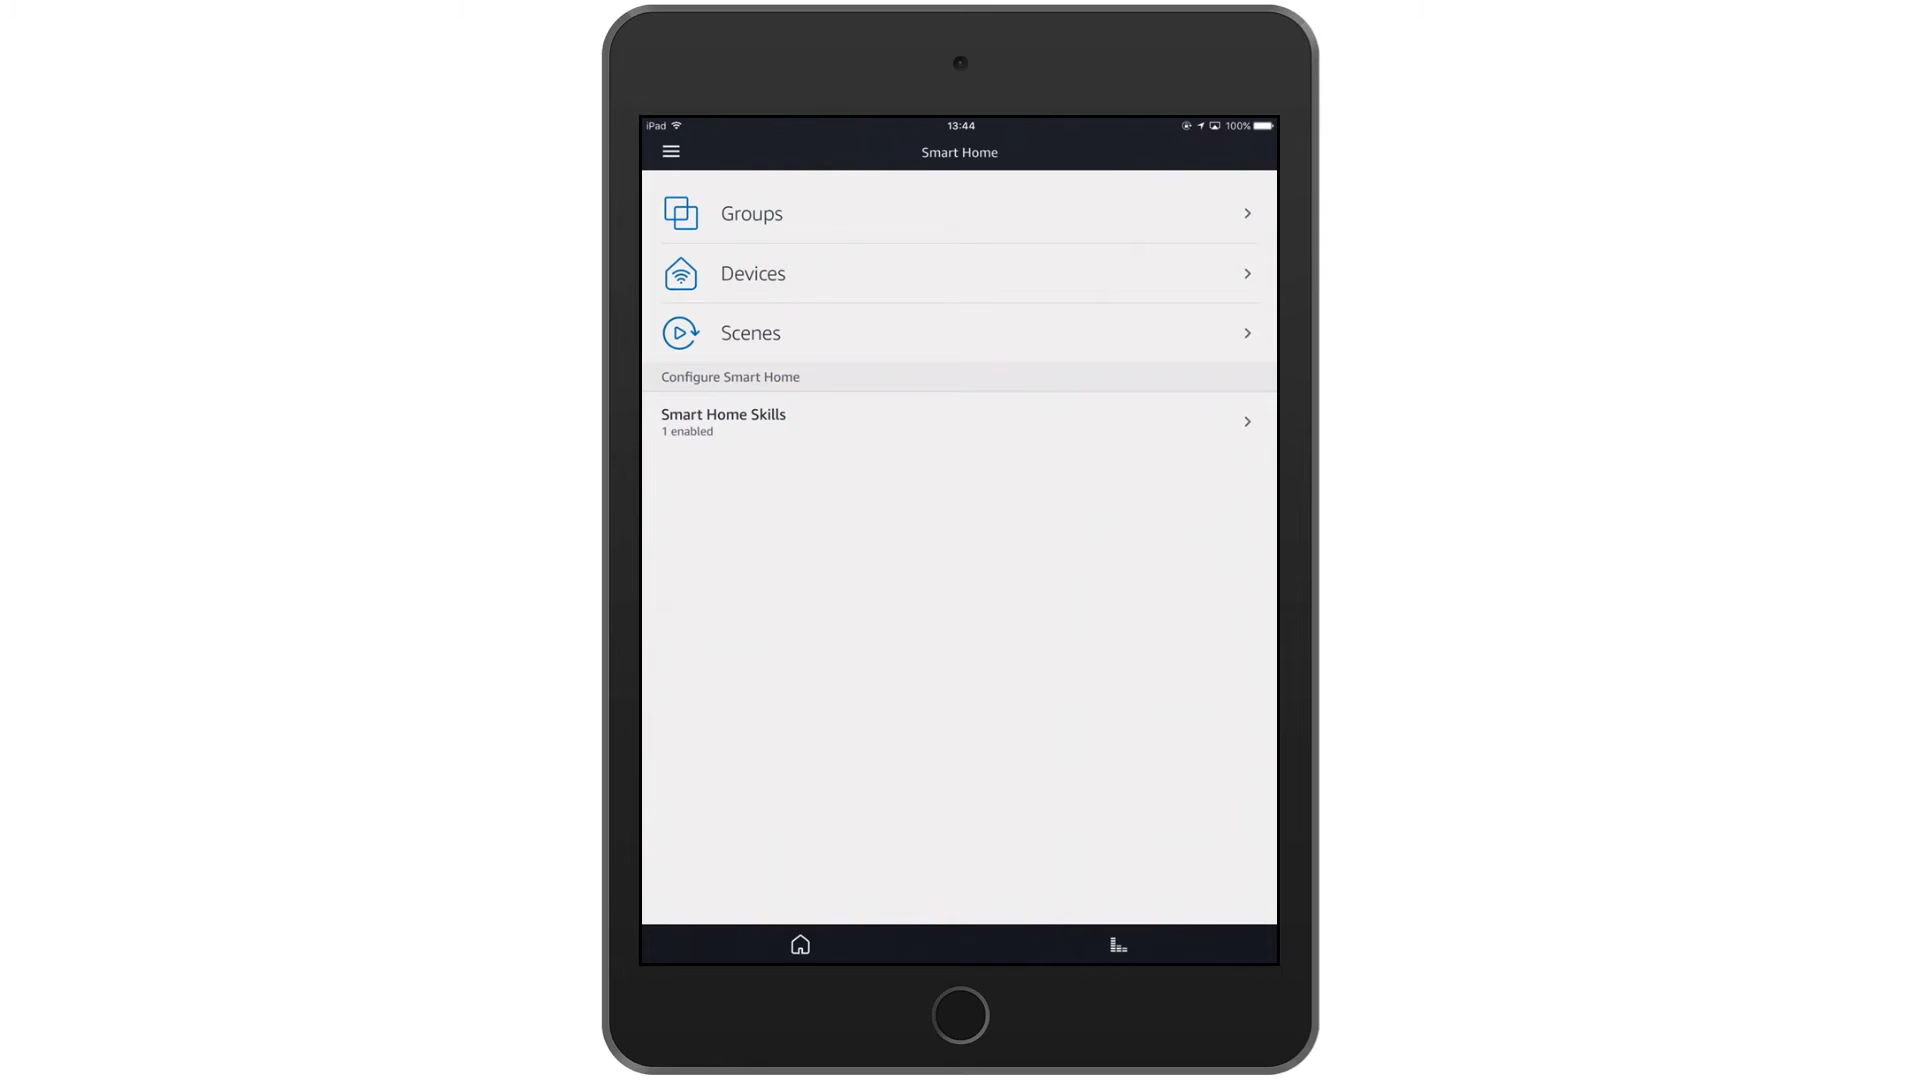 iPad
13:44
100%
Smart Home
Groups
Devices
Scenes
Configure Smart Home
Smart Home Skills
1 enabled